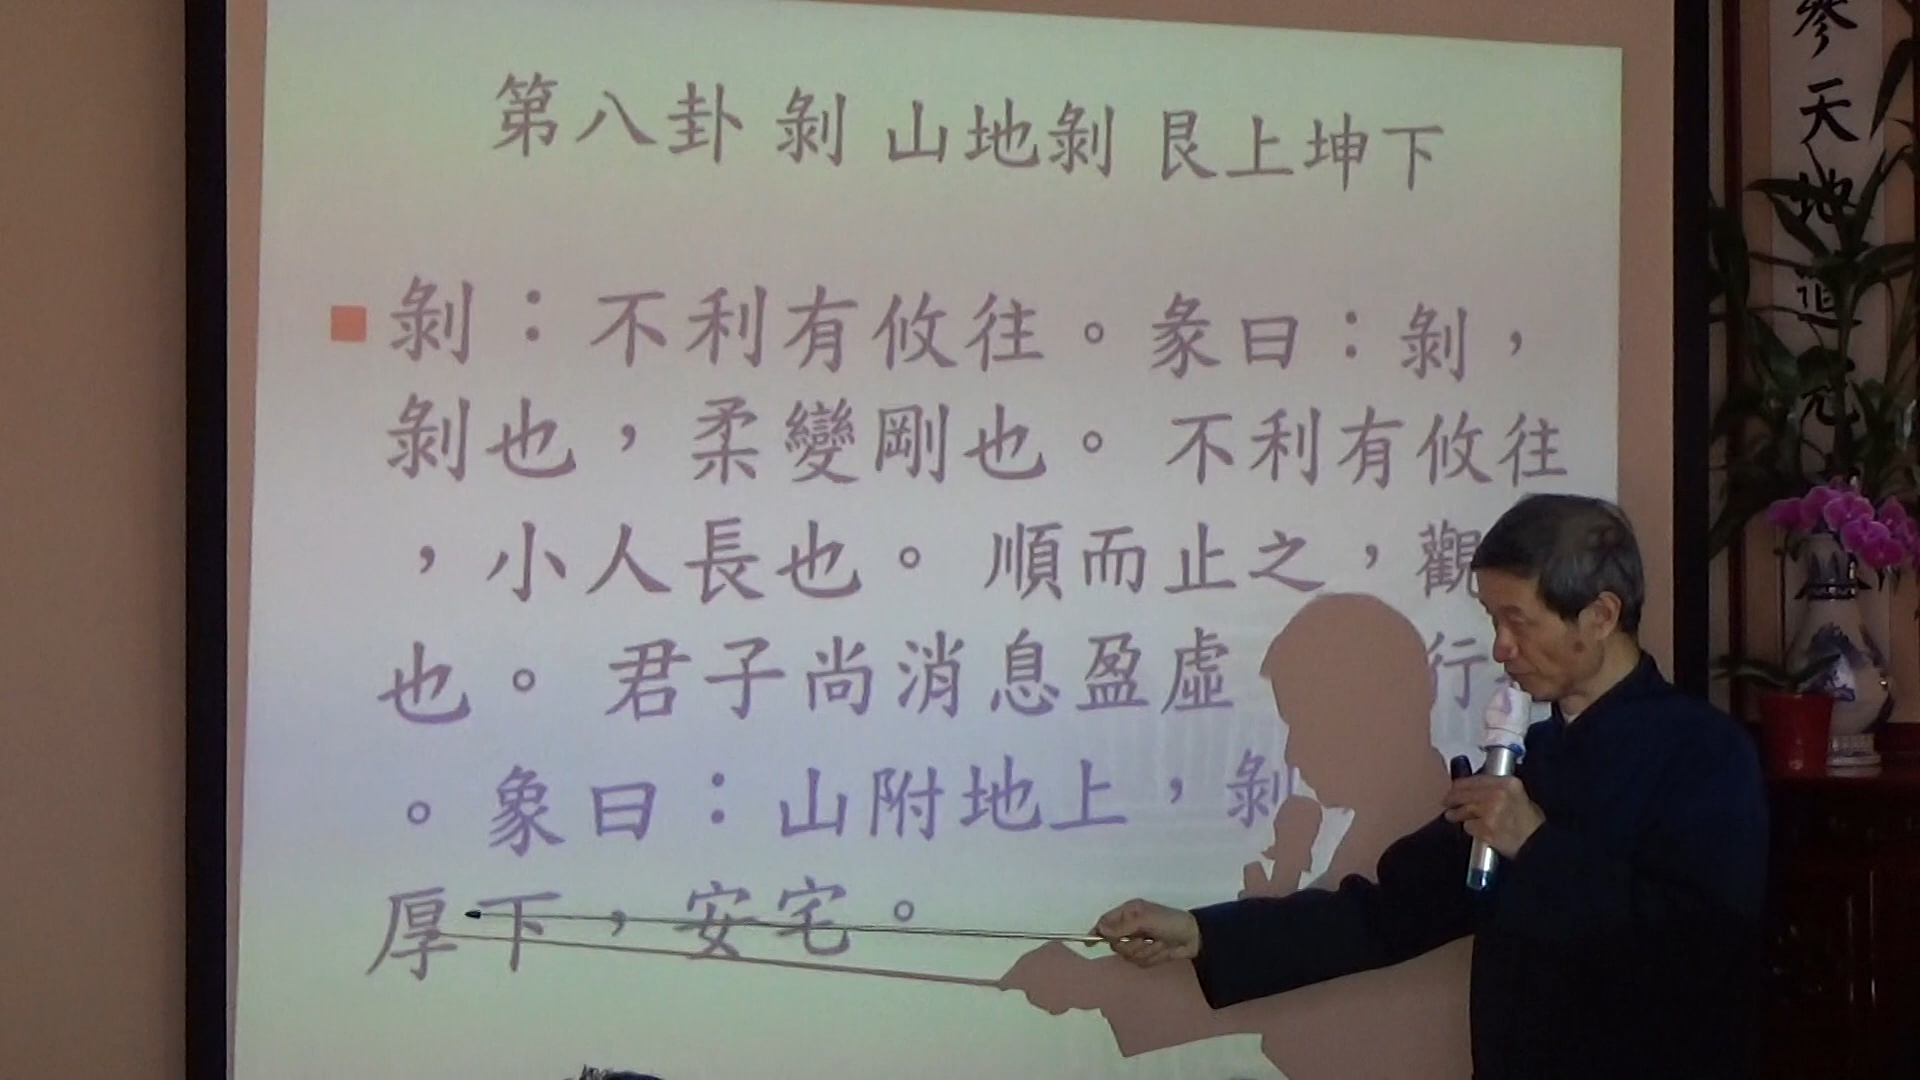 第八卦 剝 山地剝 艮上坤下
剝：不利有攸往。彖曰：剝，
剝也，柔變剛也。 不利有攸往
，小人長也。 順而止之，觀
也。 君子尚消息盈虛 行
。象曰：山附地上，剝
厚下，安宅。
參天地